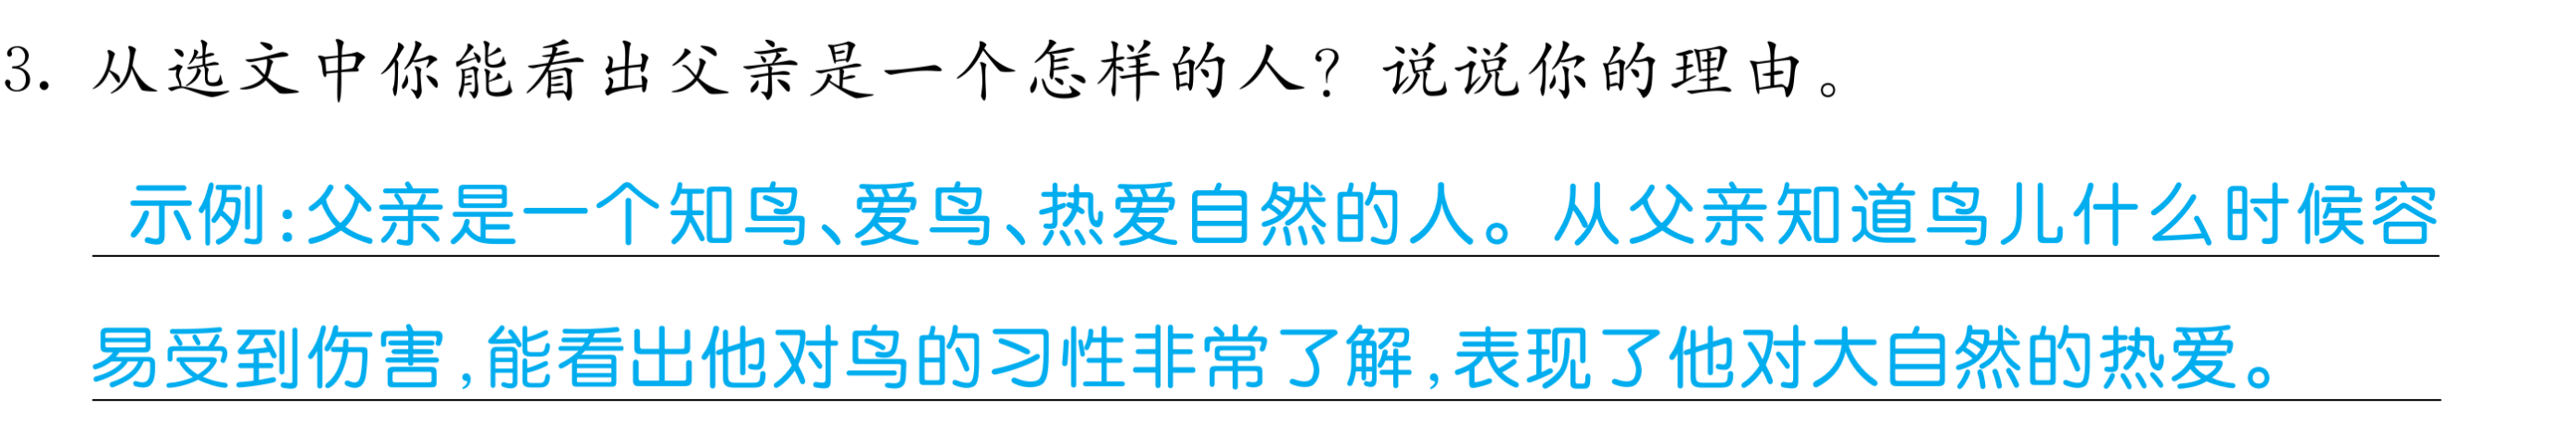 3. 从选文中你能看出父亲是一个怎样的人？说说你的理由。
示例:父亲是一个知鸟、爱鸟、热爱自然的人。从父亲知道鸟儿什么时候容
易受到伤害,能看出他对鸟的习性非常了解,表现了他对大自然的热爱。